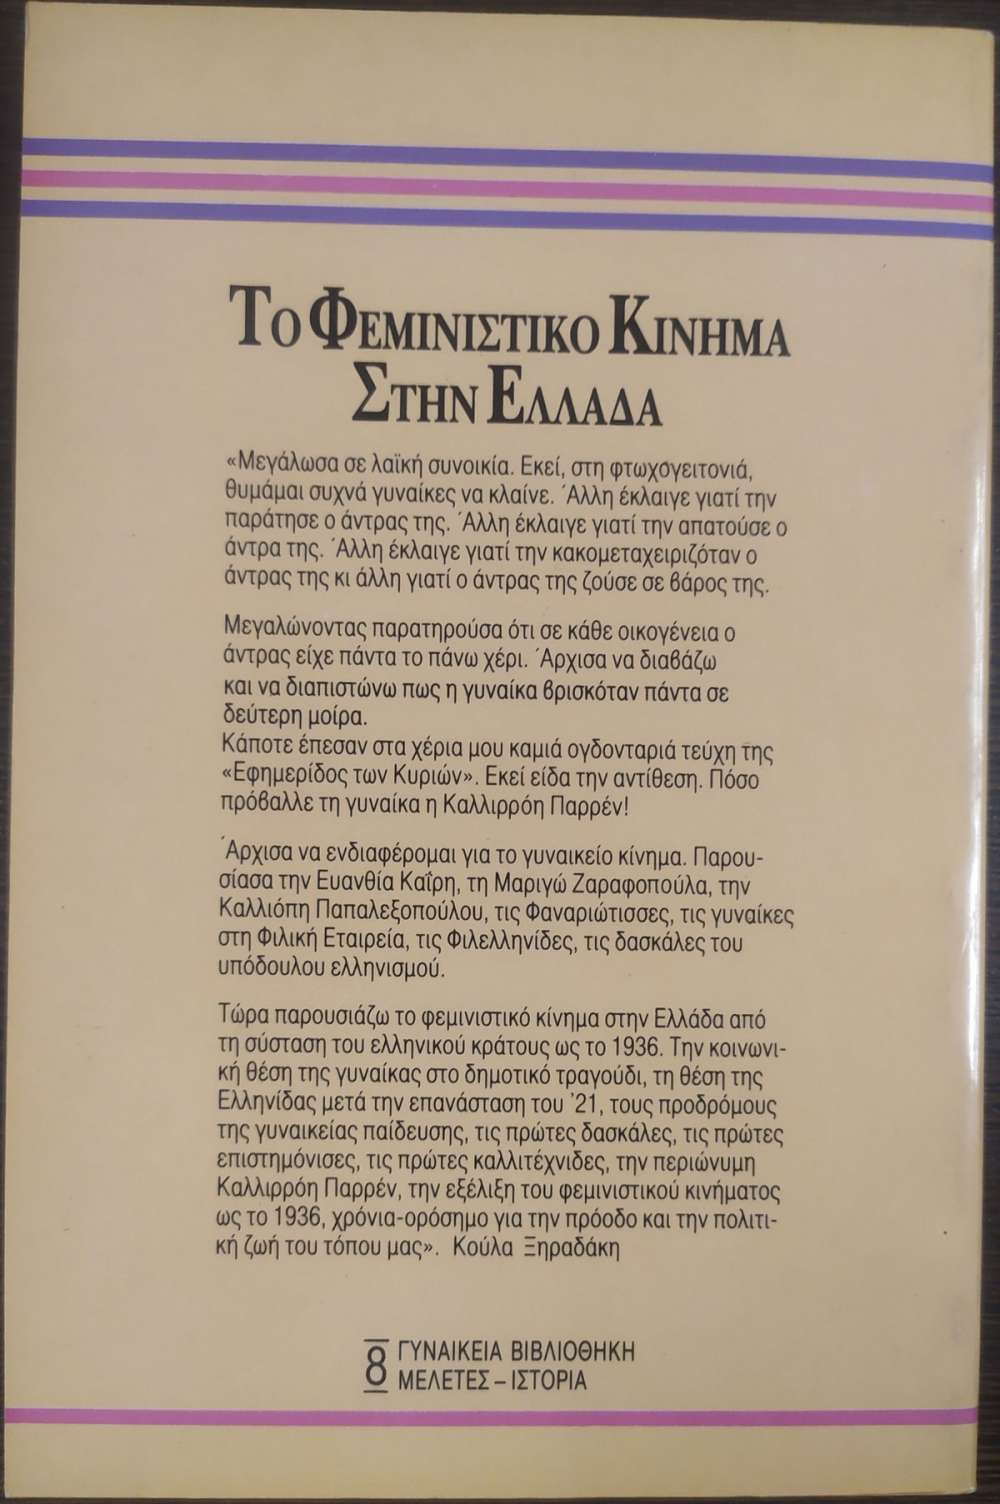 ΤΟ ΦΕΜΙΝΙΣΤΙΚΟ ΚΙΝΗΜΑ
ΣΤΗΝ ΕΛΛΑΔΑ
«Μεγάλωσα σε λαϊκή συνοικία. Εκεί, στη φτωχογειτονιά,
θυμάμαι συχνά γυναίκες να κλαίνε. Άλλη έκλαιγε γιατί την
παράτησε ο άντρας της. Άλλη έκλαιγε γιατί την απατούσε ο
άντρα της. Άλλη έκλαιγε γιατί την κακομεταχειριζόταν ο
άντρας της κι άλλη γιατί ο άντρας της ζούσε σε βάρος της.
Μεγαλώνοντας παρατηρούσα ότι σε κάθε οικογένεια ο
άντρας είχε πάντα το πάνω χέρι. Άρχισα να διαβάζω
και να διαπιστώνω πως η γυναίκα βρισκόταν πάντα σε
δεύτερη μοίρα.
Κάποτε έπεσαν στα χέρια μου καμιά ογδονταριά τεύχη της
«Εφημερίδος των Κυριών». Εκεί είδα την αντίθεση. Πόσο
πρόβαλλε τη γυναίκα η Καλλιρρόη Παρρέν!
Άρχισα να ενδιαφέρομαι για το γυναικείο κίνημα. Παρου-
σίασα την Ευανθία Καΐρη, τη Μαριγώ Ζαραφοπούλα, την
Καλλιόπη Παπαλεξοπούλου, τις Φαναριώτισσες, τις γυναίκες
στη Φιλική Εταιρεία, τις Φιλελληνίδες, τις δασκάλες του
υπόδουλου ελληνισμού.
Τώρα παρουσιάζω το φεμινιστικό κίνημα στην Ελλάδα από
τη σύσταση του ελληνικού κράτους ως το 1936. Την κοινωνι-
κή θέση της γυναίκας στο δημοτικό τραγούδι, τη θέση της
Ελληνίδας μετά την επανάσταση του '21, τους προδρόμους
της γυναικείας παίδευσης, τις πρώτες δασκάλες, τις πρώτες
επιστημόνισες, τις πρώτες καλλιτέχνιδες, την περιώνυμη
Καλλιρρόη Παρρέν, την εξέλιξη του φεμινιστικού κινήματος
ως το 1936, χρόνια-ορόσημο για την πρόοδο και την πολιτι-
κή ζωή του τόπου μας». Κούλα Ξηραδάκη
8 ΓΥΝΑΙΚΕΙΑ ΒΙΒΛΙΟΘΗΚΗ
ΜΕΛΕΤΕΣ – ΙΣΤΟΡΙΑ